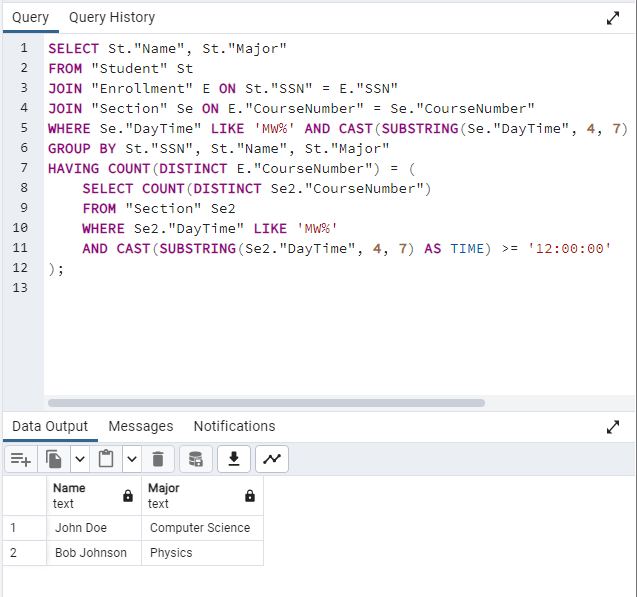 Query Query History
1 SELECT St."Name", St."Major"
2 FROM "Student" St
3 JOIN "Enrollment" E ON St."SSN" = E."SSN"
4 JOIN "Section" Se ON E."CourseNumber" = Se."CourseNumber"
5 WHERE Se."DayTime" LIKE 'MW%' AND CAST(SUBSTRING(Se."DayTime", 4, 7)
6 GROUP BY St."SSN", St."Name", St."Major"
7 HAVING COUNT(DISTINCT E."CourseNumber") = (
8 SELECT COUNT(DISTINCT Se2."CourseNumber")
9 FROM "Section" Se2
10 WHERE Se2."DayTime" LIKE 'MW%'
11 AND CAST(SUBSTRING(Se2."DayTime", 4, 7) AS TIME) >= '12:00:00'
12 );
13
Data Output Messages Notifications
Name Major
text text
1 John Doe Computer Science
2 Bob Johnson Physics